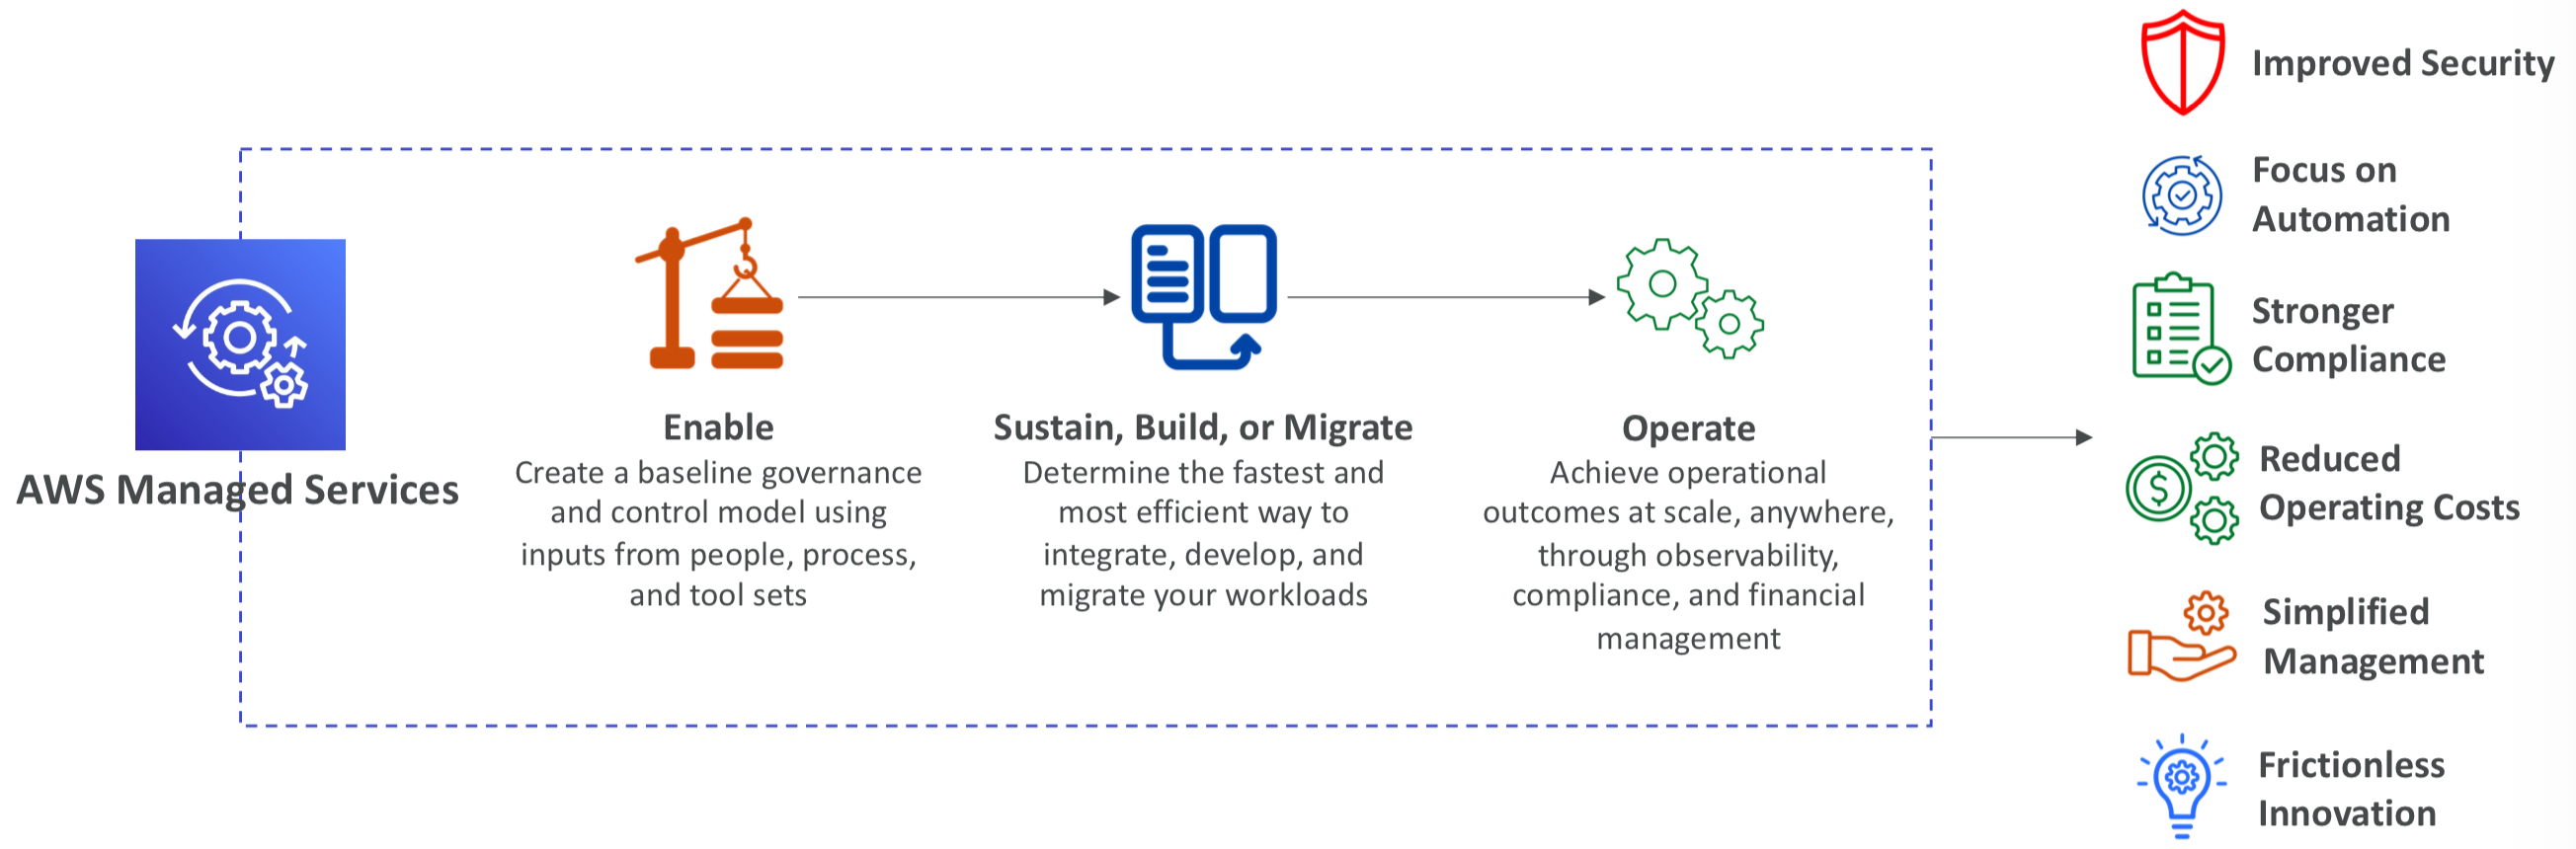 AWS Managed Services
Enable
Create a baseline governance
and control model using
inputs from people, process,
and tool sets
Sustain, Build, or Migrate
Determine the fastest and
most efficient way to
integrate, develop, and
migrate your workloads
Operate
Achieve operational
outcomes at scale, anywhere,
through observability,
compliance, and financial
management
Improved Security
Focus on
Automation
Stronger
Compliance
$
Reduced
Operating Costs
Simplified
Management
Frictionless
Innovation